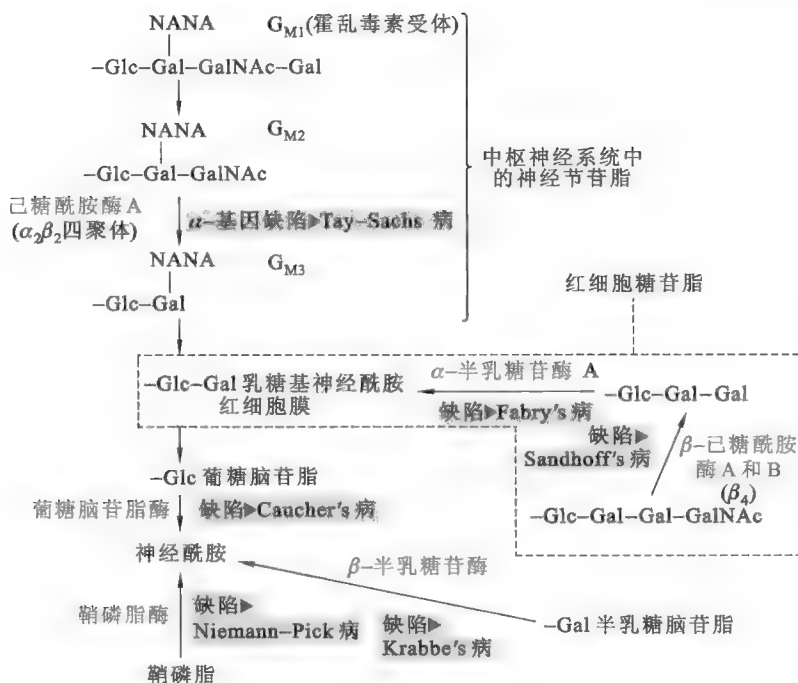 NANA G_M1(霍乱毒素受体)
-Glc-Gal-GalNAc-Gal
NANA G_M2
-Glc-Gal-GalNAc
中枢神经系统中
的神经节苷脂
己糖酰胺酶 A
(α₂β₂四聚体)
α-基因缺陷▶Tay-Sachs 病
NANA G_M3
-Glc-Gal
红细胞糖苷脂
-Glc-Gal 乳糖基神经酰胺
红细胞膜
α-半乳糖苷酶 A
缺陷▶Fabry's 病
-Glc-Gal-Gal
缺陷▶
Sandhoff's 病
β-己糖酰胺
酶 A 和 B
(β₄)
-Glc-Gal-Gal-GalNAc
-Glc 葡糖脑苷脂
葡糖脑苷脂酶 缺陷▶Caucher's 病
神经酰胺
β-半乳糖苷酶
鞘磷脂酶
缺陷▶
Niemann-Pick 病
缺陷▶
Krabbe's 病
-Gal 半乳糖脑苷脂
鞘磷脂